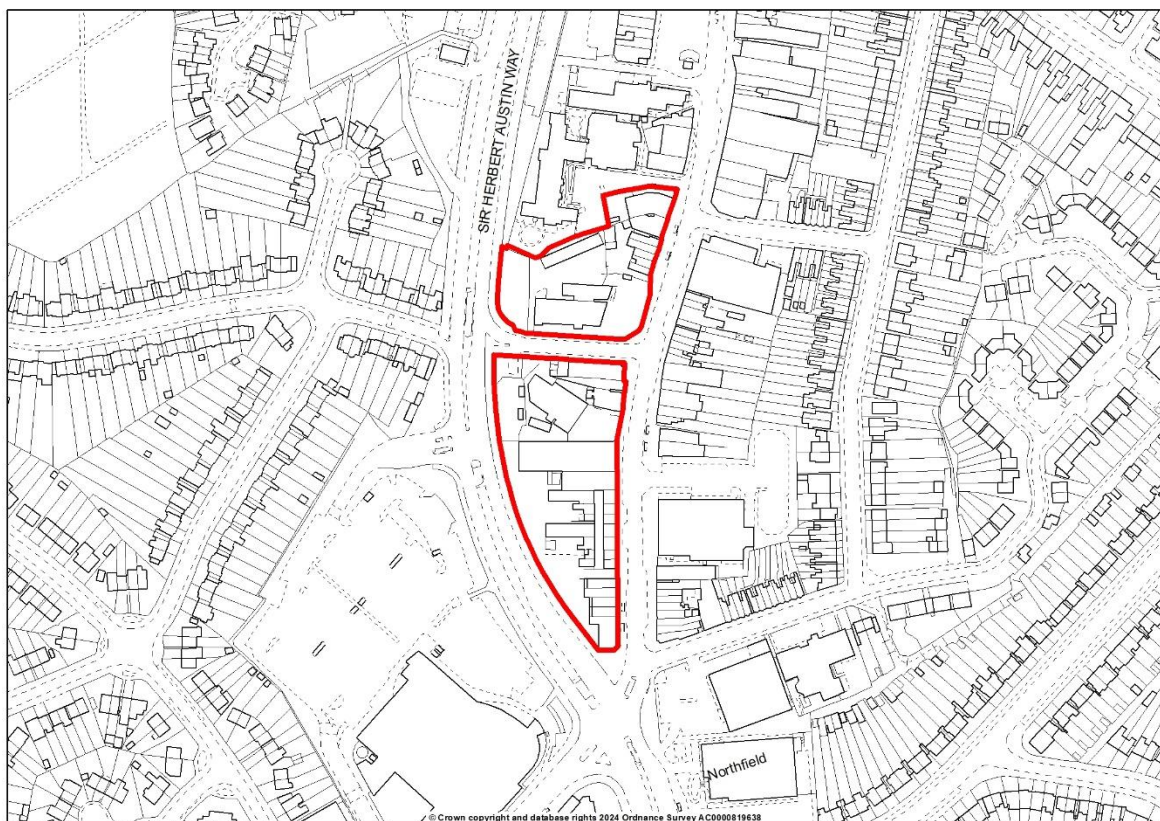 SIR HERBERT AUSTIN WAY
Northfield
© Crown copyright and database rights 2024 Ordnance Survey AC0000819638